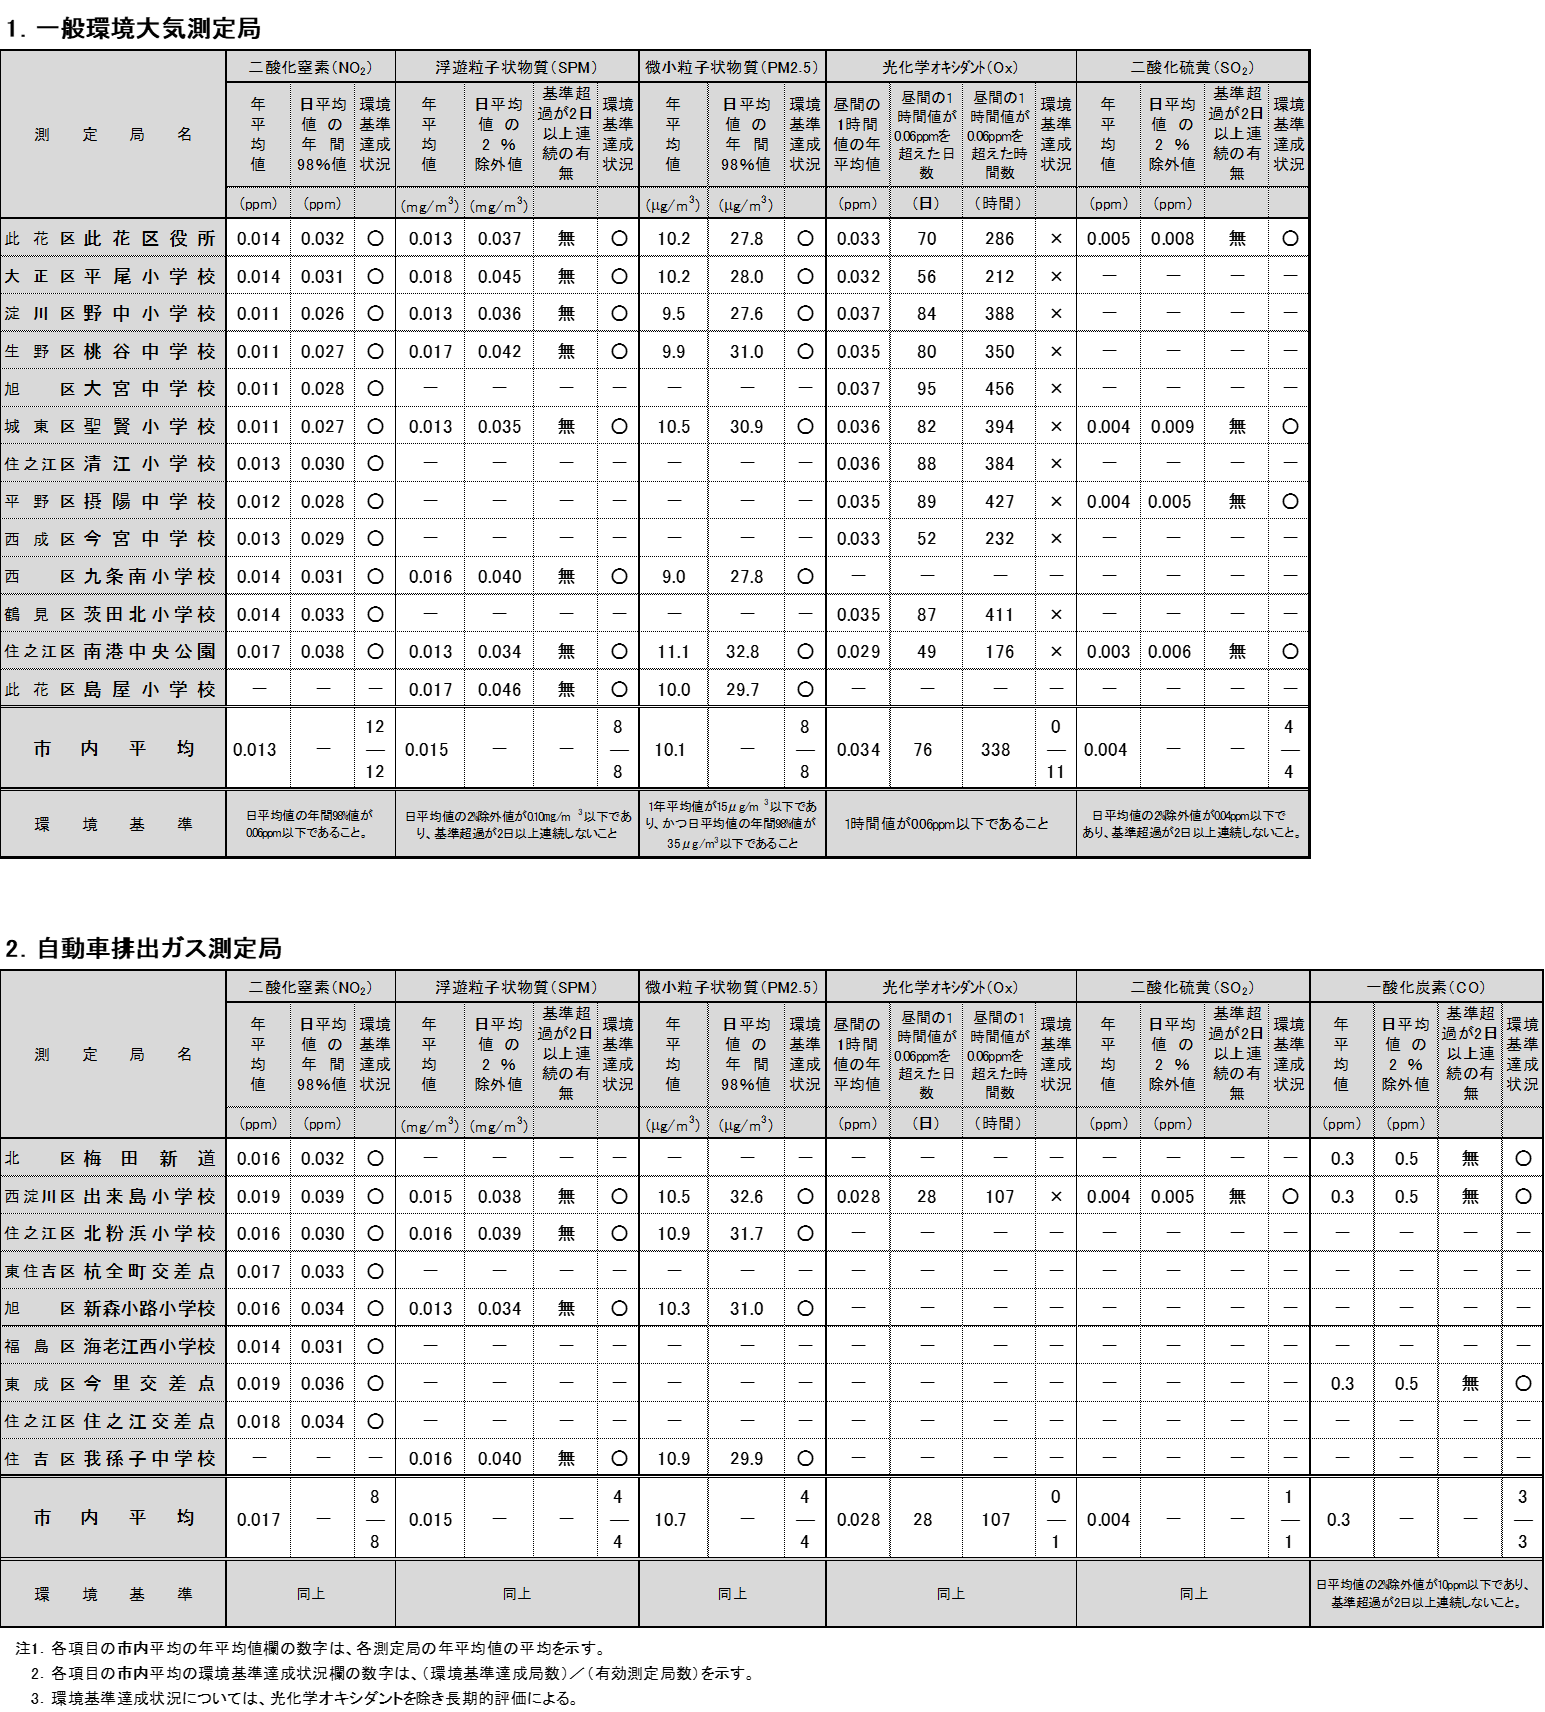 1．一般環境大気測定局
測定局名 二酸化窒素(NO₂) 浮遊粒子状物質(SPM) 微小粒子状物質(PM2.5) 光化学オキシダント(Ox) 二酸化硫黄(SO₂)
年平均値 日平均値の年間98%値 環境基準達成状況 年平均値 日平均値の2%除外値 基準超過が2日以上連続の有無 環境基準達成状況 年平均値 日平均値の年間98%値 環境基準達成状況 昼間の1時間値の年平均値 昼間の1時間値が0.06ppmを超えた日数 昼間の1時間値が0.06ppmを超えた時間数 環境基準達成状況 年平均値 日平均値の2%除外値 基準超過が2日以上連続の有無 環境基準達成状況
(ppm) (ppm) (mg/m³) (mg/m³) (μg/m³) (μg/m³) (ppm) (日) (時間) (ppm) (ppm)
此花区 此花区役所 0.014 0.032 ○ 0.013 0.037 無 ○ 10.2 27.8 ○ 0.033 70 286 × 0.005 0.008 無 ○
大正区 平尾小学校 0.014 0.031 ○ 0.018 0.045 無 ○ 10.2 28.0 ○ 0.032 56 212 × － － － －
淀川区 野中小学校 0.011 0.026 ○ 0.013 0.036 無 ○ 9.5 27.6 ○ 0.037 84 388 × － － － －
生野区 桃谷中学校 0.011 0.027 ○ 0.017 0.042 無 ○ 9.9 31.0 ○ 0.035 80 350 × － － － －
旭区 大宮中学校 0.011 0.028 ○ － － － － － － － 0.037 95 456 × － － － －
城東区 聖賢小学校 0.011 0.027 ○ 0.013 0.035 無 ○ 10.5 30.9 ○ 0.036 82 394 × 0.004 0.009 無 ○
住之江区 清江小学校 0.013 0.030 ○ － － － － － － － 0.036 88 384 × － － － －
平野区 摂陽中学校 0.012 0.028 ○ － － － － － － － 0.035 89 427 × 0.004 0.005 無 ○
西成区 今宮中学校 0.013 0.029 ○ － － － － － － － 0.033 52 232 × － － － －
西区 九条南小学校 0.014 0.031 ○ 0.016 0.040 無 ○ 9.0 27.8 ○ － － － － － － － －
鶴見区 茨田北小学校 0.014 0.033 ○ － － － － － － － 0.035 87 411 × － － － －
住之江区 南港中央公園 0.017 0.038 ○ 0.013 0.034 無 ○ 11.1 32.8 ○ 0.029 49 176 × 0.003 0.006 無 ○
此花区 島屋小学校 － － － 0.017 0.046 無 ○ 10.0 29.7 ○ － － － － － － － －
市内平均 0.013 － 12―12 0.015 － － 8―8 10.1 － 8―8 0.034 76 338 0―11 0.004 － － 4―4
環境基準 日平均値の年間98%値が0.06ppm以下であること。 日平均値の2%除外値が0.10mg/m³以下であり、基準超過が2日以上連続しないこと 1年平均値が15μg/m³以下であり、かつ日平均値の年間98%値が35μg/m³以下であること 1時間値が0.06ppm以下であること 日平均値の2%除外値が0.04ppm以下であり、基準超過が2日以上連続しないこと。
2．自動車排出ガス測定局
測定局名 二酸化窒素(NO₂) 浮遊粒子状物質(SPM) 微小粒子状物質(PM2.5) 光化学オキシダント(Ox) 二酸化硫黄(SO₂) 一酸化炭素(CO)
年平均値 日平均値の年間98%値 環境基準達成状況 年平均値 日平均値の2%除外値 基準超過が2日以上連続の有無 環境基準達成状況 年平均値 日平均値の年間98%値 環境基準達成状況 昼間の1時間値の年平均値 昼間の1時間値が0.06ppmを超えた日数 昼間の1時間値が0.06ppmを超えた時間数 環境基準達成状況 年平均値 日平均値の2%除外値 基準超過が2日以上連続の有無 環境基準達成状況 年平均値 日平均値の2%除外値 基準超過が2日以上連続の有無 環境基準達成状況
(ppm) (ppm) (mg/m³) (mg/m³) (μg/m³) (μg/m³) (ppm) (日) (時間) (ppm) (ppm) (ppm) (ppm)
北区 梅田新道 0.016 0.032 ○ － － － － － － － － － － － － － － － 0.3 0.5 無 ○
西淀川区 出来島小学校 0.019 0.039 ○ 0.015 0.038 無 ○ 10.5 32.6 ○ 0.028 28 107 × 0.004 0.005 無 ○ 0.3 0.5 無 ○
住之江区 北粉浜小学校 0.016 0.030 ○ 0.016 0.039 無 ○ 10.9 31.7 ○ － － － － － － － － － － － －
東住吉区 杭全町交差点 0.017 0.033 ○ － － － － － － － － － － － － － － － － － － －
旭区 新森小路小学校 0.016 0.034 ○ 0.013 0.034 無 ○ 10.3 31.0 ○ － － － － － － － － － － － －
福島区 海老江西小学校 0.014 0.031 ○ － － － － － － － － － － － － － － － － － － －
東成区 今里交差点 0.019 0.036 ○ － － － － － － － － － － － － － － － 0.3 0.5 無 ○
住之江区 住之江交差点 0.018 0.034 ○ － － － － － － － － － － － － － － － － － － －
住吉区 我孫子中学校 － － － 0.016 0.040 無 ○ 10.9 29.9 ○ － － － － － － － － － － － －
市内平均 0.017 － 8―8 0.015 － － 4―4 10.7 － 4―4 0.028 28 107 0―1 0.004 － － 1―1 0.3 － － 3―3
環境基準 同上 同上 同上 同上 同上 日平均値の2%除外値が10ppm以下であり、基準超過が2日以上連続しないこと。
注1．各項目の市内平均の年平均値欄の数字は、各測定局の年平均値の平均を示す。
2．各項目の市内平均の環境基準達成状況欄の数字は、（環境基準達成局数）／（有効測定局数）を示す。
3．環境基準達成状況については、光化学オキシダントを除き長期的評価による。